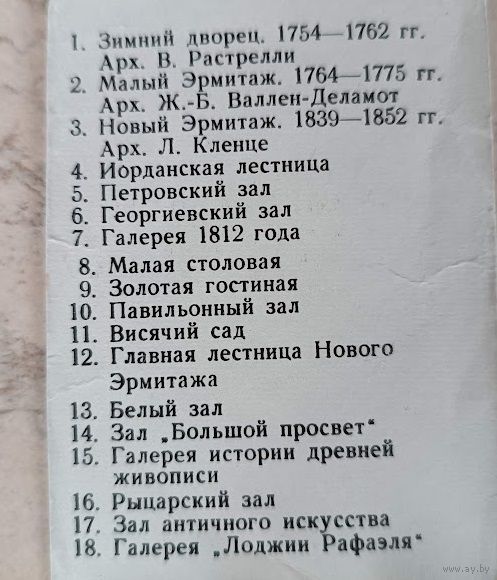 1. Зимний дворец. 1754—1762 гг.
Арх. В. Растрелли
2. Малый Эрмитаж. 1764—1775 гг.
Арх. Ж.-Б. Валлен-Деламот
3. Новый Эрмитаж. 1839—1852 гг.
Арх. Л. Кленце
4. Иорданская лестница
5. Петровский зал
6. Георгиевский зал
7. Галерея 1812 года
8. Малая столовая
9. Золотая гостиная
10. Павильонный зал
11. Висячий сад
12. Главная лестница Нового
Эрмитажа
13. Белый зал
14. Зал „Большой просвет“
15. Галерея истории древней
живописи
16. Рыцарский зал
17. Зал античного искусства
18. Галерея „Лоджии Рафаэля“
www.ay.by